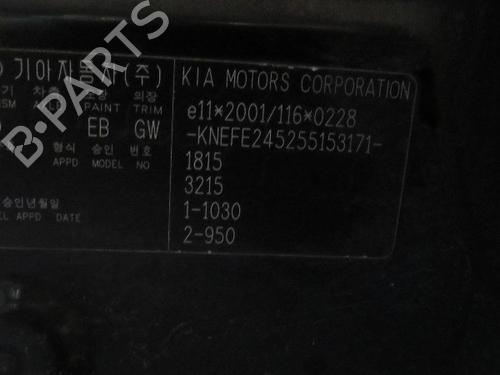 기아자동차(주)
PAINT TRIM
EB GW
형식 승인 번호
APPD MODEL NO
인년월일
EL APPD DATE
KIA MOTORS CORPORATION
e11*2001/116*0228
-KNEFE245255153171-
1815
3215
1-1030
2-950
B-PARTS